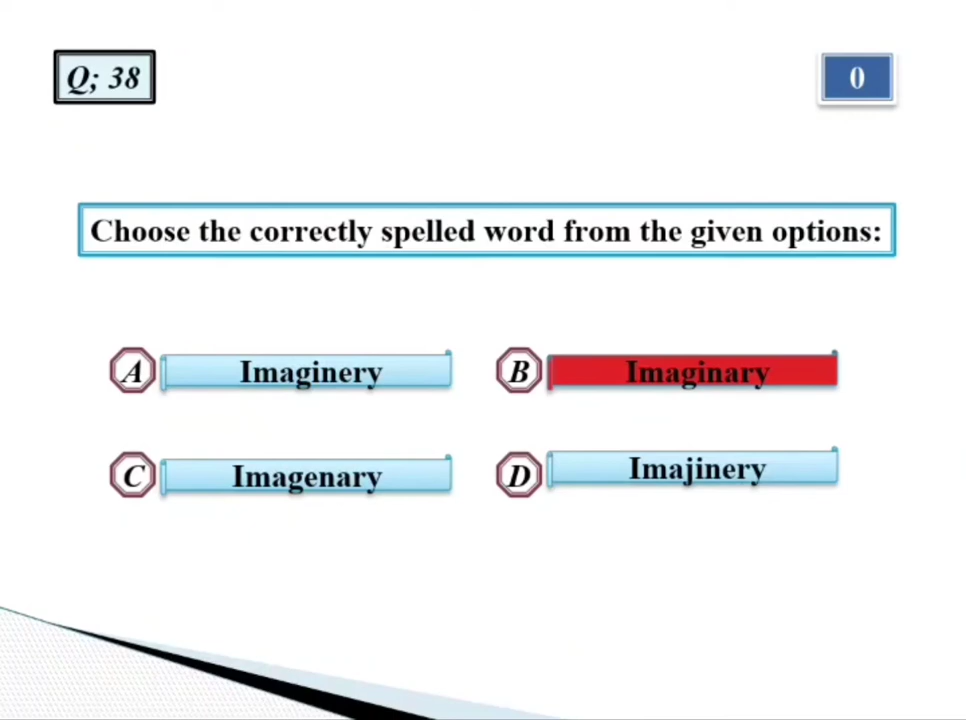 Q; 38
0
Choose the correctly spelled word from the given options:
A Imaginery
B Imaginary
C Imagenary
D Imajinery